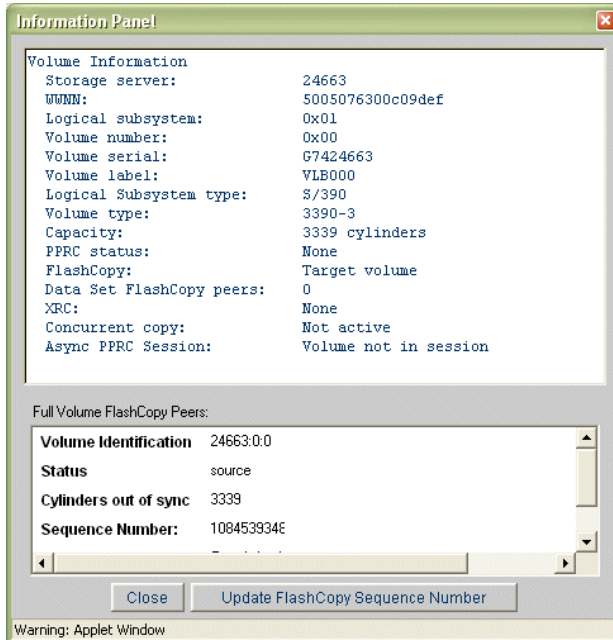 Information Panel
Volume Information
Storage server: 24663
WWNN: 5005076300c09def
Logical subsystem: 0x01
Volume number: 0x00
Volume serial: G7424663
Volume label: VLB000
Logical Subsystem type: S/390
Volume type: 3390-3
Capacity: 3339 cylinders
PPRC status: None
FlashCopy: Target volume
Data Set FlashCopy peers: 0
XRC: None
Concurrent copy: Not active
Async PPRC Session: Volume not in session
Full Volume FlashCopy Peers:
Volume Identification 24663:0:0
Status source
Cylinders out of sync 3339
Sequence Number: 1084539348
Close Update FlashCopy Sequence Number
Warning: Applet Window